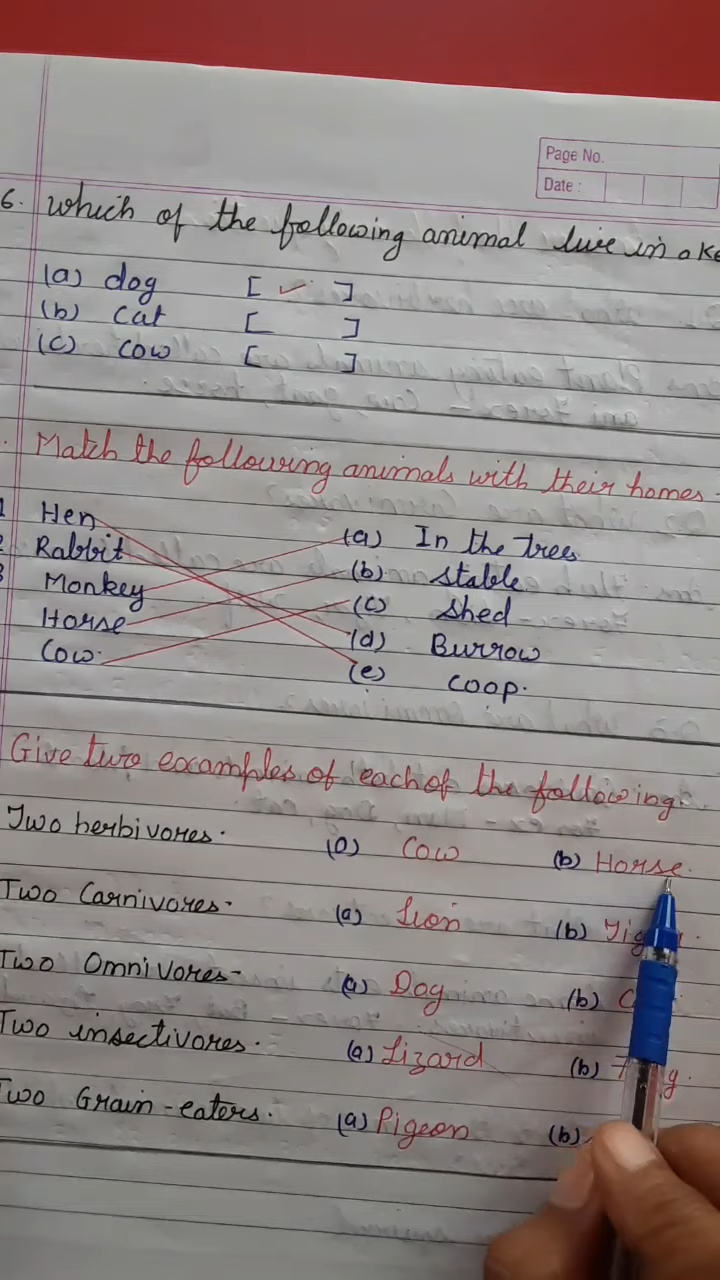 Page No.
Date :
6. which of the following animal live in a
(a) dog [ ✓ ]
(b) cat [ ]
(c) cow [ ]
Match the following animals with their homes-
1 Hen (a) In the trees
2 Rabbit (b) stable
3 Monkey (c) shed
Horse (d) Burrow
Cow. (e) coop.
Give two examples of each of the following.
Two herbivores. (a) Cow (b) Horse.
Two Carnivores. (a) Lion (b)
Two Omnivores- (a) Dog (b)
Two insectivores. (a) Lizard (b)
Two Grain-eaters. (a) Pigeon (b)